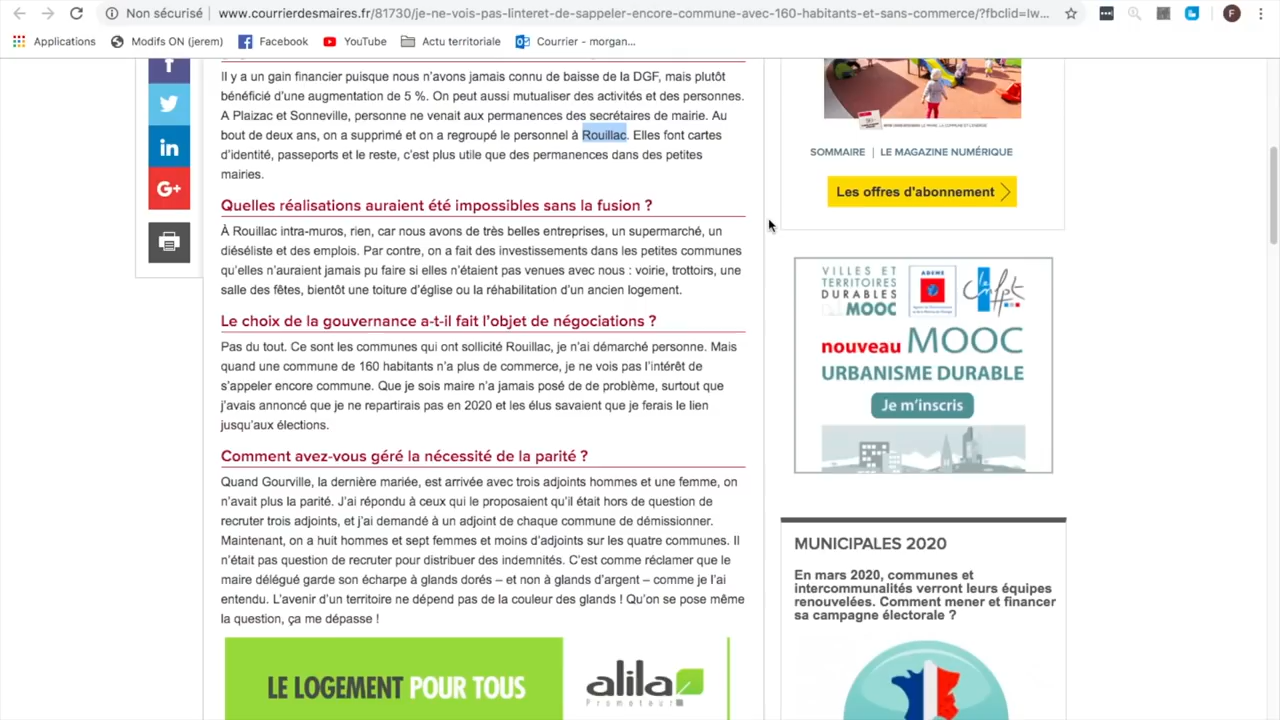 Non sécurisé | www.courrierdesmaires.fr/81730/je-ne-vois-pas-linteret-de-sappeler-encore-commune-avec-160-habitants-et-sans-commerce/?fbclid=Iw...
F
Applications
Modifs ON (jerem)
Facebook
YouTube
Actu territoriale
Courrier - morgan...
Il y a un gain financier puisque nous n'avons jamais connu de baisse de la DGF, mais plutôt
bénéficié d'une augmentation de 5 %. On peut aussi mutualiser des activités et des personnes.
A Plaizac et Sonneville, personne ne venait aux permanences des secrétaires de mairie. Au
bout de deux ans, on a supprimé et on a regroupé le personnel à Rouillac. Elles font cartes
d'identité, passeports et le reste, c'est plus utile que des permanences dans des petites
mairies.
Quelles réalisations auraient été impossibles sans la fusion ?
À Rouillac intra-muros, rien, car nous avons de très belles entreprises, un supermarché, un
diéséliste et des emplois. Par contre, on a fait des investissements dans les petites communes
qu'elles n'auraient jamais pu faire si elles n'étaient pas venues avec nous : voirie, trottoirs, une
salle des fêtes, bientôt une toiture d'église ou la réhabilitation d'un ancien logement.
Le choix de la gouvernance a-t-il fait l'objet de négociations ?
Pas du tout. Ce sont les communes qui ont sollicité Rouillac, je n'ai démarché personne. Mais
quand une commune de 160 habitants n'a plus de commerce, je ne vois pas l'intérêt de
s'appeler encore commune. Que je sois maire n'a jamais posé de de problème, surtout que
j'avais annoncé que je ne repartirais pas en 2020 et les élus savaient que je ferais le lien
jusqu'aux élections.
Comment avez-vous géré la nécessité de la parité ?
Quand Gourville, la dernière mariée, est arrivée avec trois adjoints hommes et une femme, on
n'avait plus la parité. J'ai répondu à ceux qui le proposaient qu'il était hors de question de
recruter trois adjoints, et j'ai demandé à un adjoint de chaque commune de démissionner.
Maintenant, on a huit hommes et sept femmes et moins d'adjoints sur les quatre communes. Il
n'était pas question de recruter pour distribuer des indemnités. C'est comme réclamer que le
maire délégué garde son écharpe à glands dorés – et non à glands d'argent – comme je l'ai
entendu. L'avenir d'un territoire ne dépend pas de la couleur des glands ! Qu'on se pose même
la question, ça me dépasse !
LE LOGEMENT POUR TOUS
alila
Promoteur
f
in
G+
SOMMAIRE | LE MAGAZINE NUMÉRIQUE
Les offres d'abonnement
VILLES ET
TERRITOIRES
DURABLES
MOOC
ADEME
cnfpt
nouveau MOOC
URBANISME DURABLE
Je m'inscris
MUNICIPALES 2020
En mars 2020, communes et
intercommunalités verront leurs équipes
renouvelées. Comment mener et financer
sa campagne électorale ?